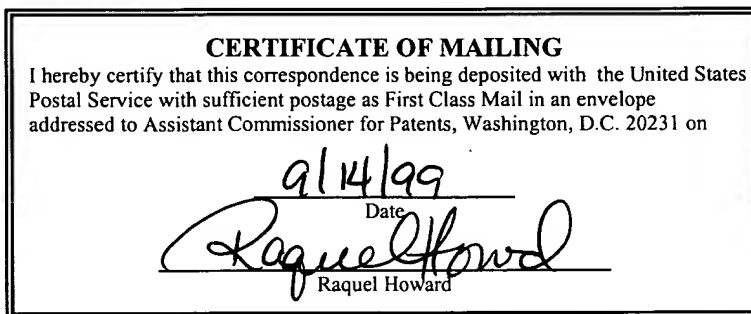 CERTIFICATE OF MAILING
I hereby certify that this correspondence is being deposited with the United States
Postal Service with sufficient postage as First Class Mail in an envelope
addressed to Assistant Commissioner for Patents, Washington, D.C. 20231 on
9/14/99
Date
Raquel Howard
Raquel Howard